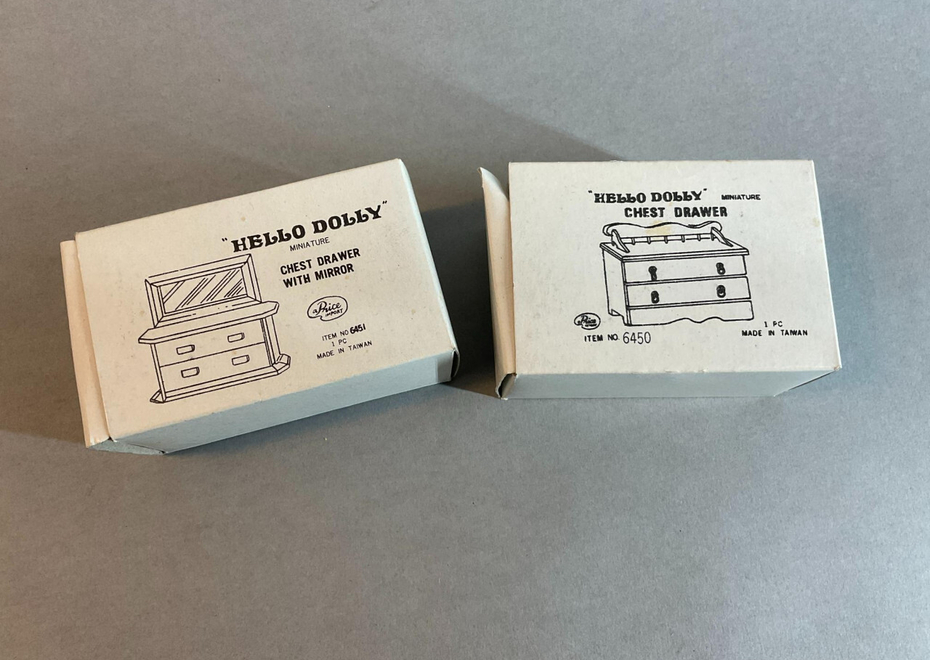 "HELLO DOLLY"
MINIATURE
CHEST DRAWER
WITH MIRROR
a Price
IMPORT
ITEM NO 6451
1 PC
MADE IN TAIWAN
"HELLO DOLLY" MINIATURE
CHEST DRAWER
a Price
ITEM NO. 6450
1 PC
MADE IN TAIWAN